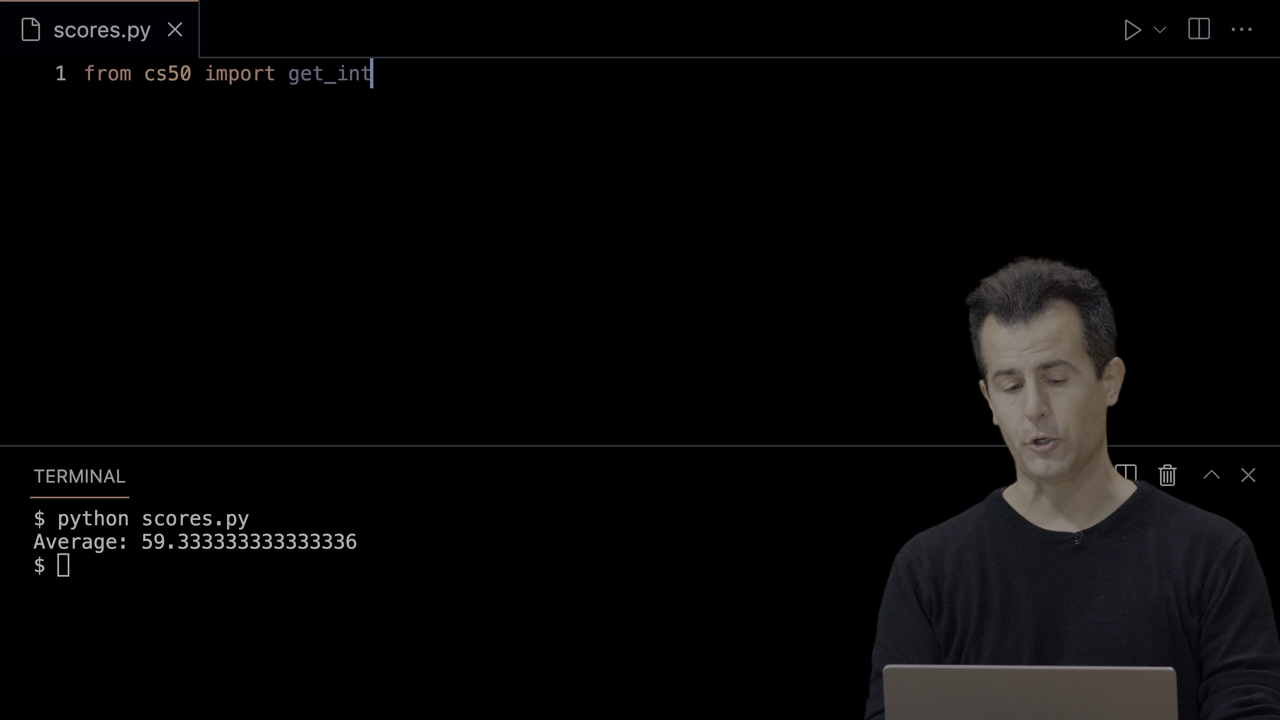 scores.py
1 from cs50 import get_int
TERMINAL
$ python scores.py
Average: 59.333333333333336
$